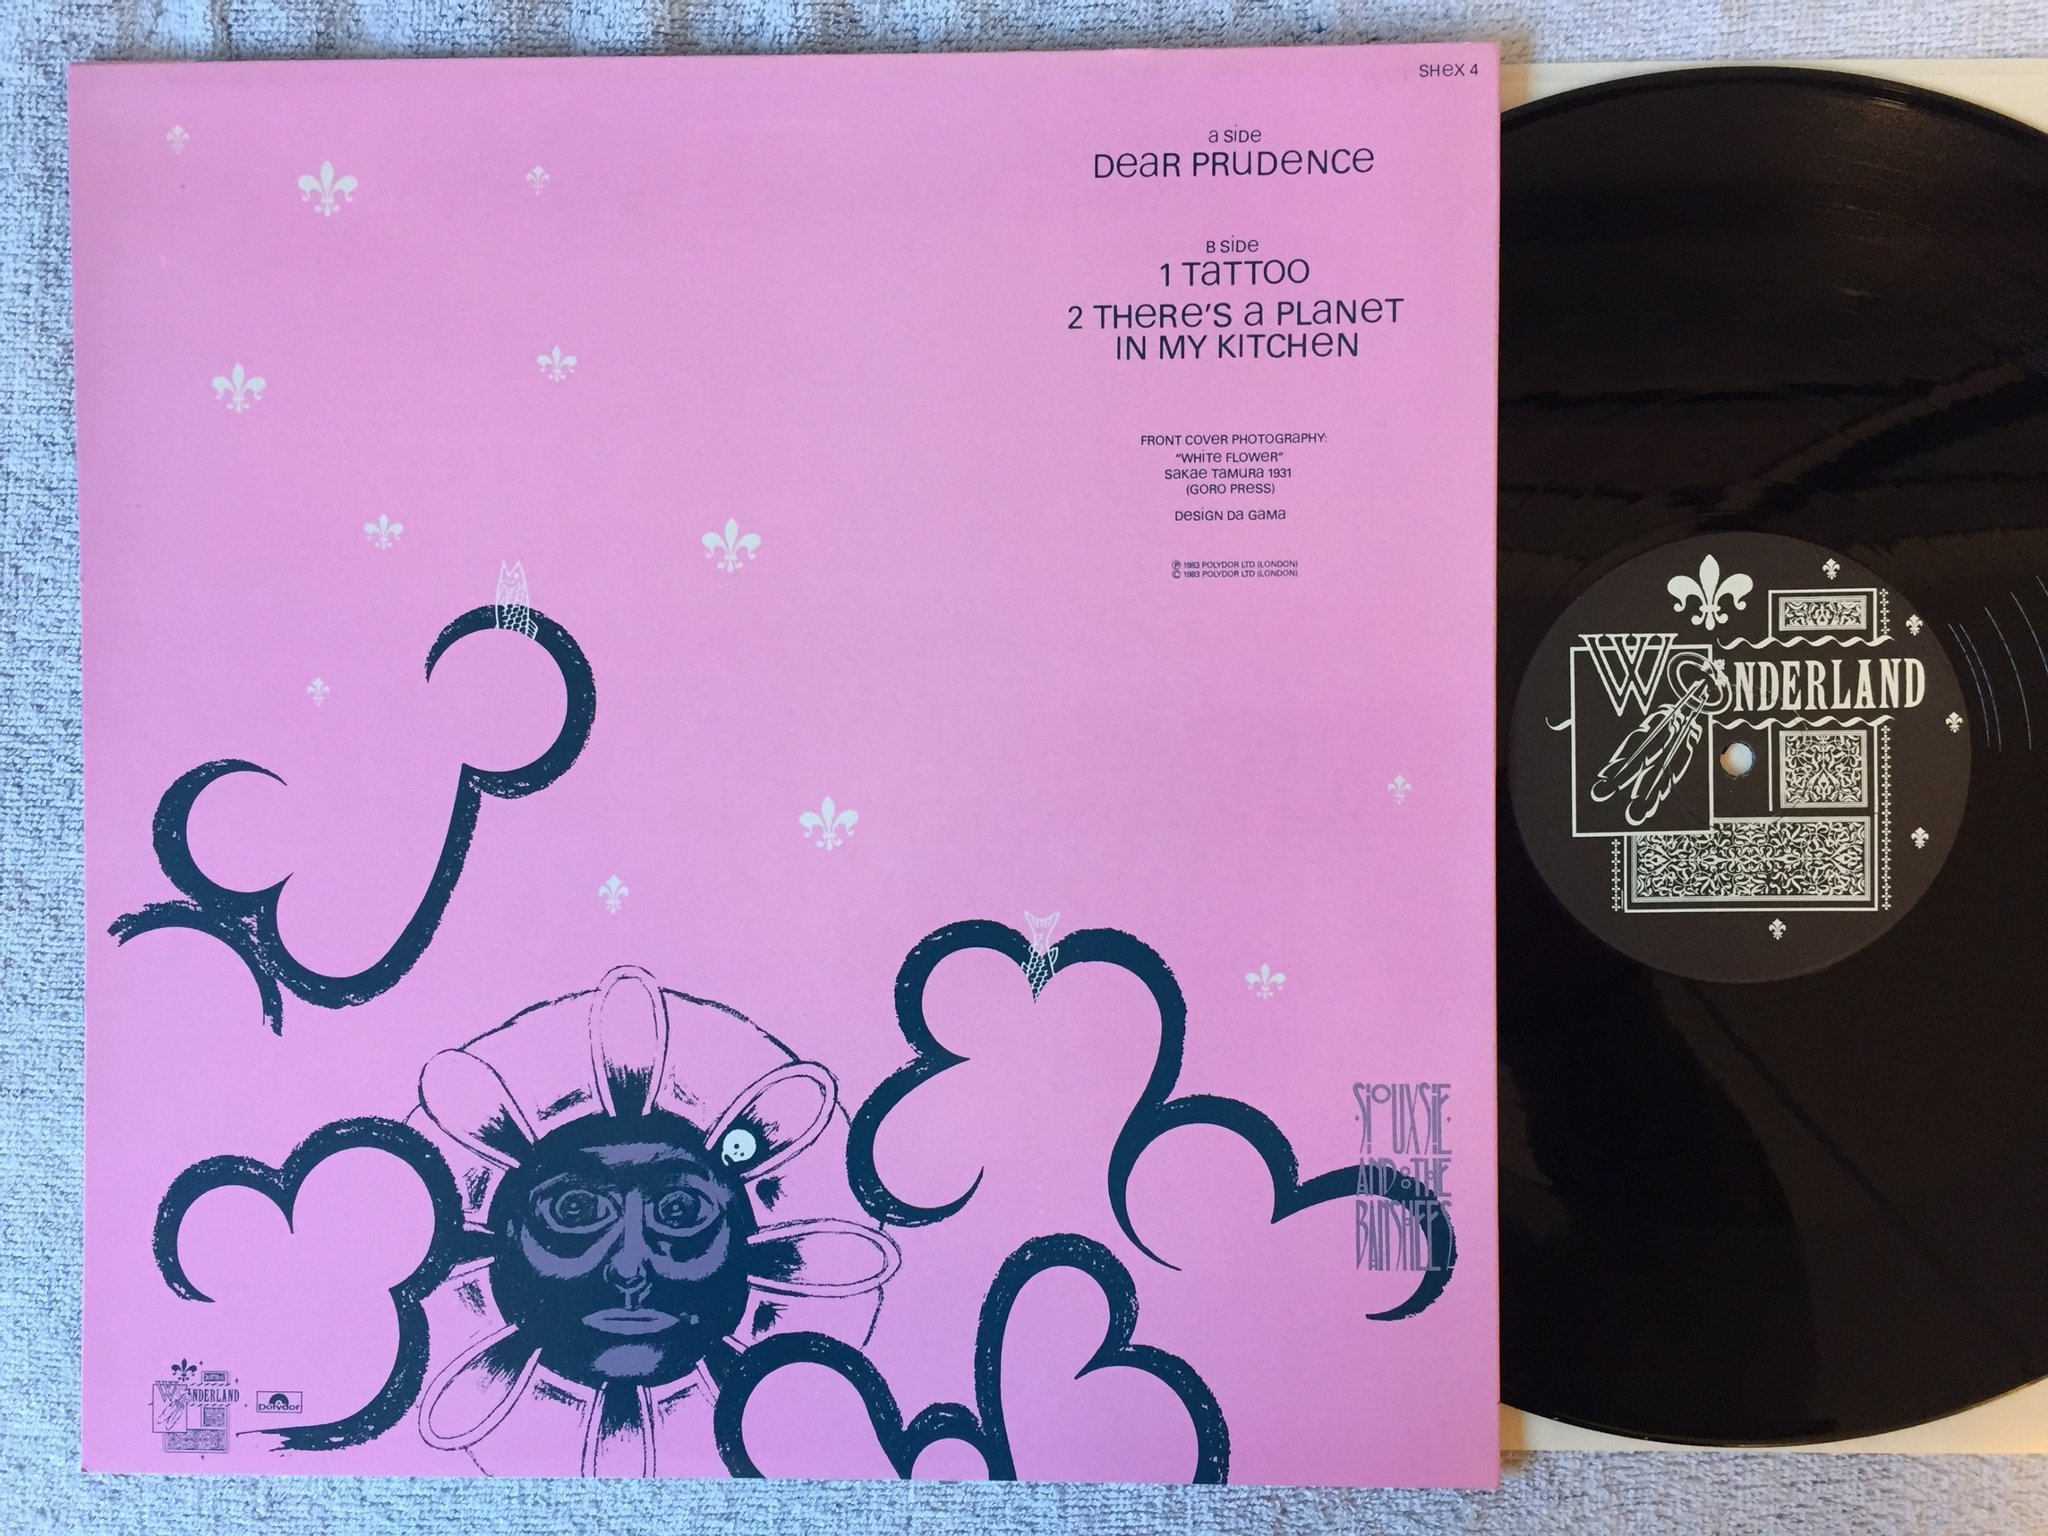 SHEX 4
a side
Dear Prudence
B side
1 Tattoo
2 There's a Planet
in my Kitchen
Front cover photography:
"White Flower"
Sakae Tamura 1931
(Goro Press)
Design Da Gama
℗ 1983 POLYDOR LTD (LONDON)
© 1983 POLYDOR LTD (LONDON)
WONDERLAND
SIOUXSIE
AND THE
BANSHEES
WONDERLAND
Polydor